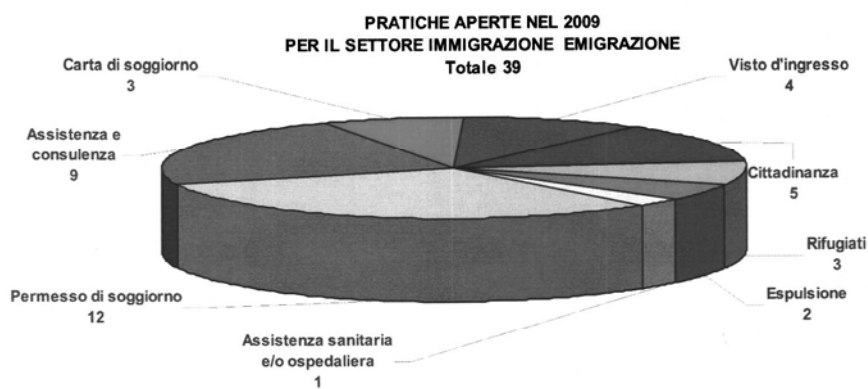 PRATICHE APERTE NEL 2009
PER IL SETTORE IMMIGRAZIONE EMIGRAZIONE
Totale 39
Carta di soggiorno
3
Visto d'ingresso
4
Assistenza e
consulenza
9
Cittadinanza
5
Rifugiati
3
Espulsione
2
Permesso di soggiorno
12
Assistenza sanitaria
e/o ospedaliera
1